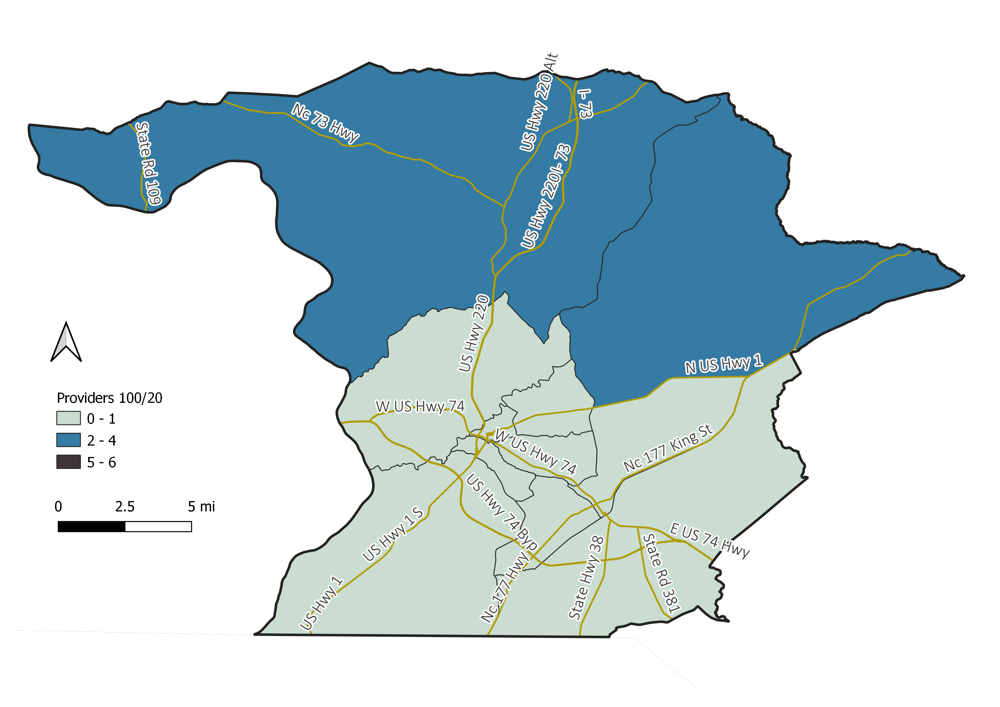 US Hwy 220 Alt
I- 73
Nc 73 Hwy
State Rd 109
US Hwy 220I- 73
US Hwy 220
N US Hwy 1
W US Hwy 74
W US Hwy 74
Nc 177 King St
US Hwy 74 Byp
US Hwy 1 S
E US 74 Hwy
State Hwy 38
State Rd 381
Nc 177 Hwy
US Hwy 1
Providers 100/20
0 - 1
2 - 4
5 - 6
0 2.5 5 mi